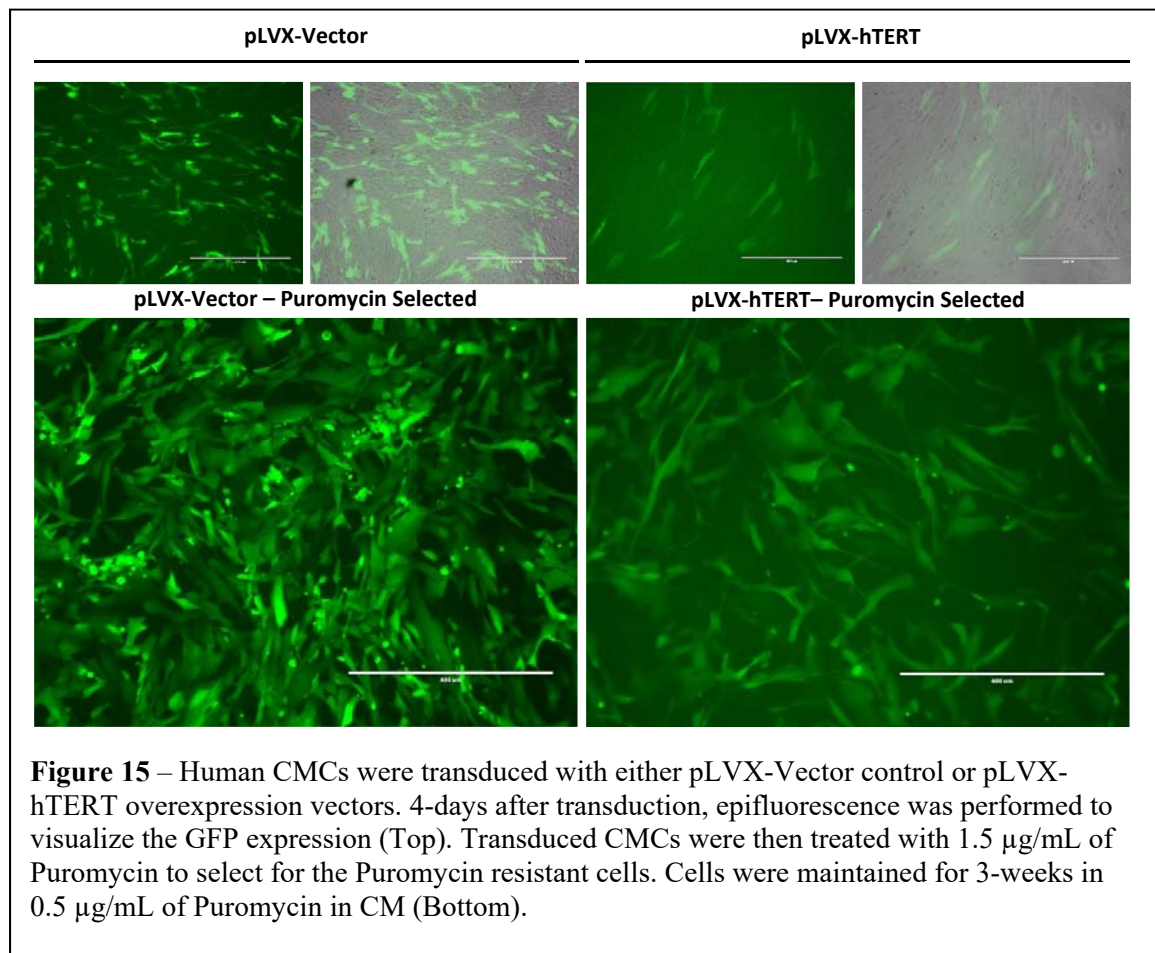 pLVX-Vector
pLVX-hTERT
pLVX-Vector – Puromycin Selected
pLVX-hTERT– Puromycin Selected
400 um
400 um
Figure 15 – Human CMCs were transduced with either pLVX-Vector control or pLVX-
hTERT overexpression vectors. 4-days after transduction, epifluorescence was performed to
visualize the GFP expression (Top). Transduced CMCs were then treated with 1.5 µg/mL of
Puromycin to select for the Puromycin resistant cells. Cells were maintained for 3-weeks in
0.5 µg/mL of Puromycin in CM (Bottom).